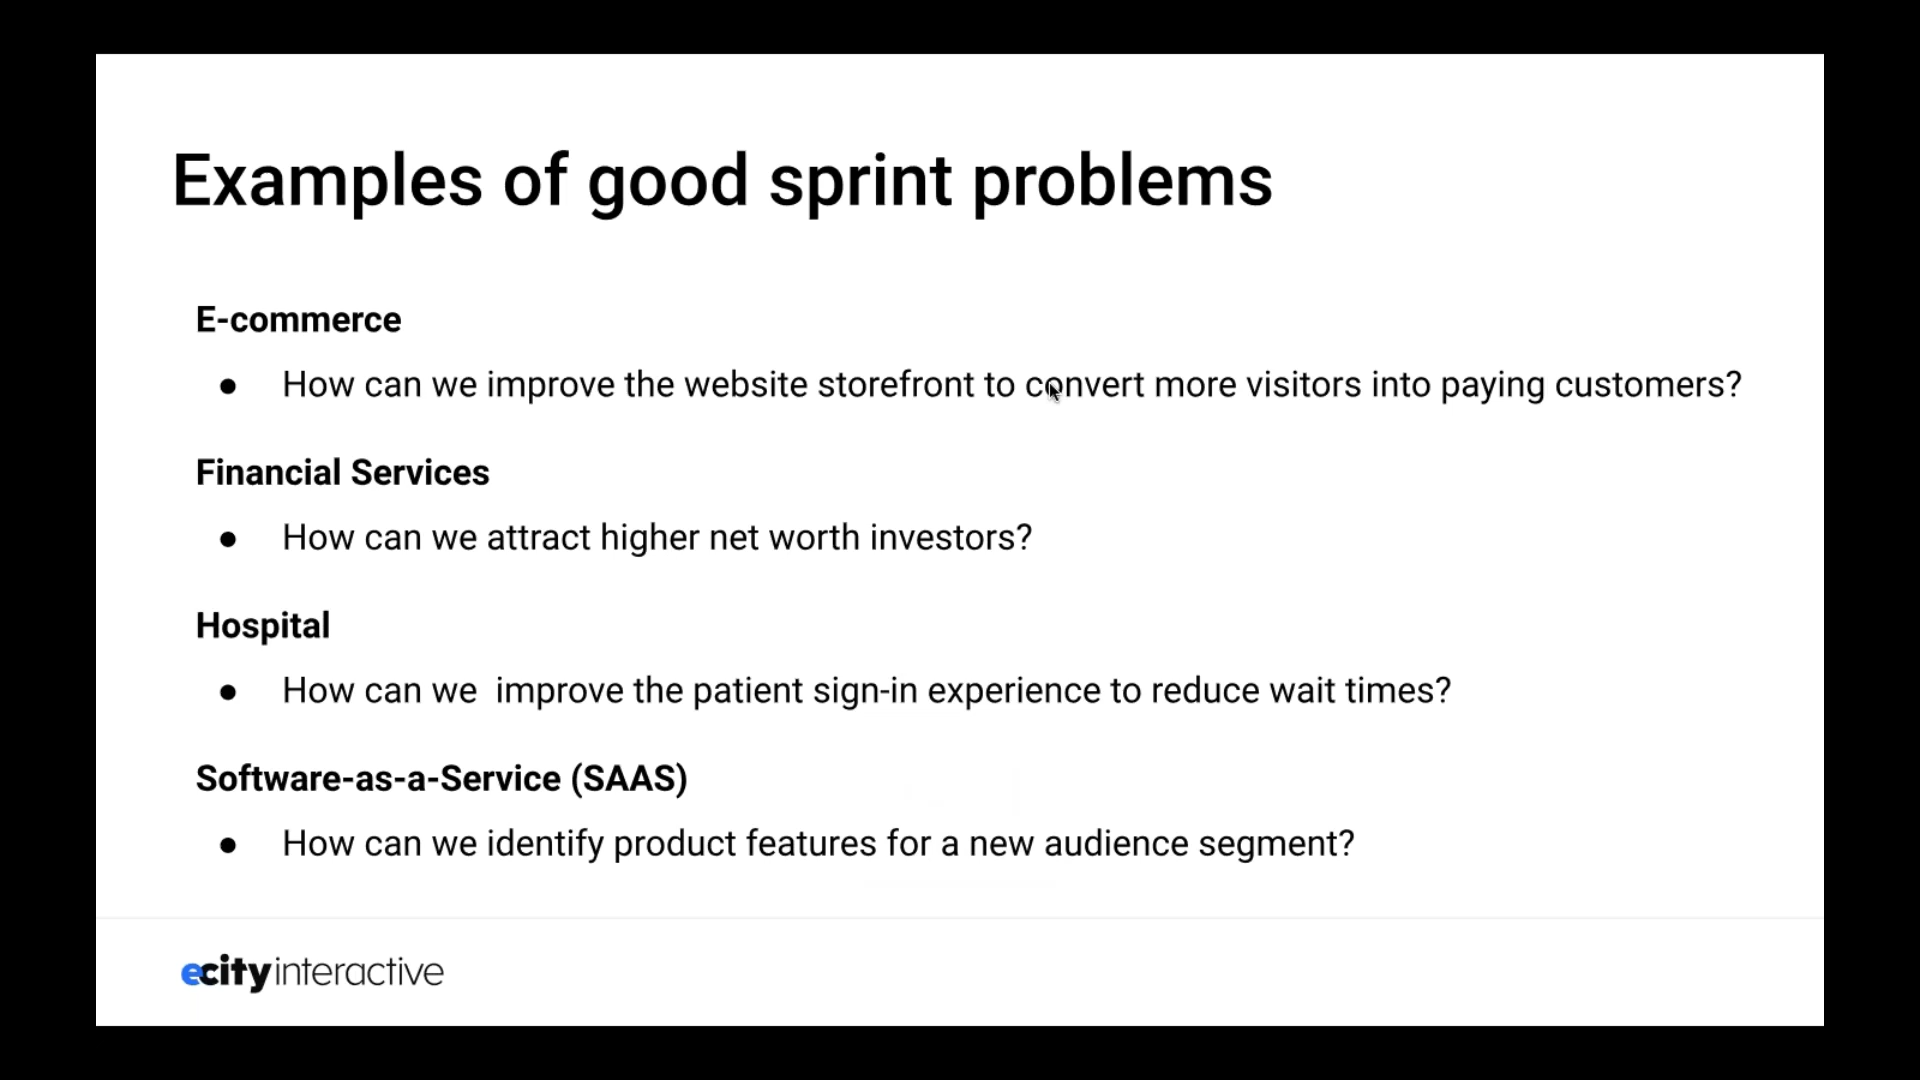 Examples of good sprint problems
E-commerce
● How can we improve the website storefront to convert more visitors into paying customers?
Financial Services
● How can we attract higher net worth investors?
Hospital
● How can we  improve the patient sign-in experience to reduce wait times?
Software-as-a-Service (SAAS)
● How can we identify product features for a new audience segment?
ecity interactive